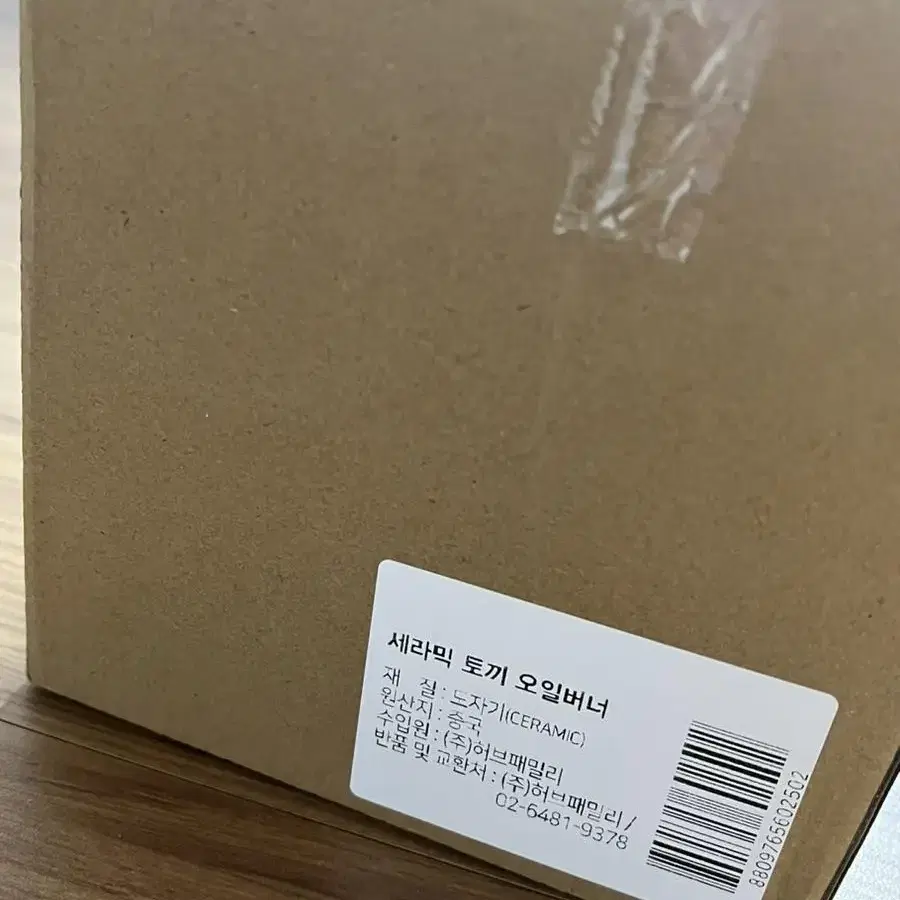 세라믹 토끼 오일버너
재 질 : 도자기(CERAMIC)
원산지 : 중국
수입원 : (주)허브패밀리
반품 및 교환처 : (주)허브패밀리 /
02-6481-9378
8809765602502